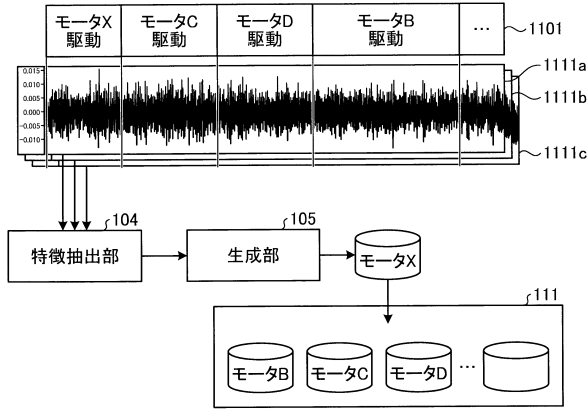 モータX
駆動
モータC
駆動
モータD
駆動
モータB
駆動
…
1101
0.015
0.010
0.005
0.000
−0.005
−0.010
1111a
1111b
1111c
104
特徴抽出部
105
生成部
モータX
111
モータB
モータC
モータD
…